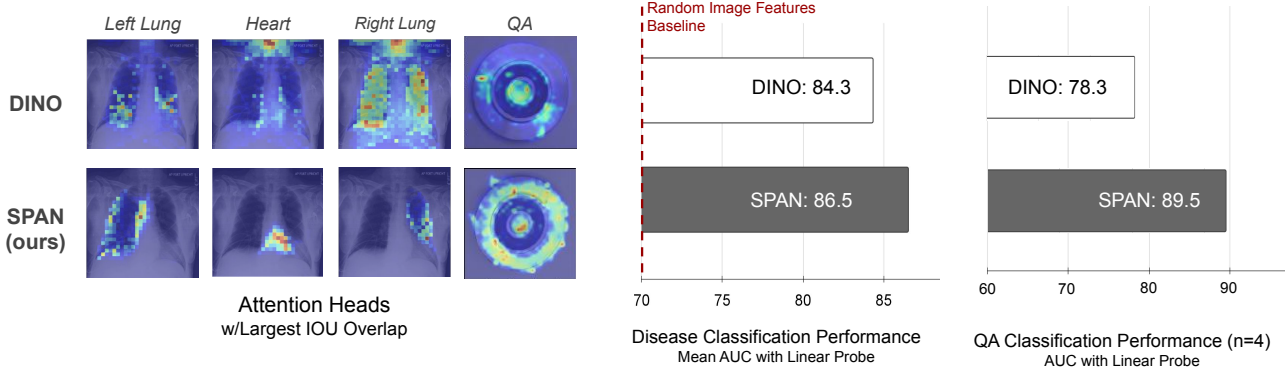 Left Lung
Heart
Right Lung
QA
DINO
SPAN
(ours)
Attention Heads
w/Largest IOU Overlap
Random Image Features
Baseline
DINO: 84.3
SPAN: 86.5
70
75
80
85
Disease Classification Performance
Mean AUC with Linear Probe
DINO: 78.3
SPAN: 89.5
60
70
80
90
QA Classification Performance (n=4)
AUC with Linear Probe